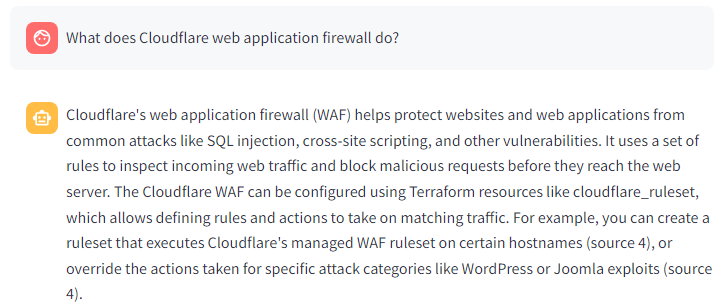 What does Cloudflare web application firewall do?
Cloudflare's web application firewall (WAF) helps protect websites and web applications from
common attacks like SQL injection, cross-site scripting, and other vulnerabilities. It uses a set of
rules to inspect incoming web traffic and block malicious requests before they reach the web
server. The Cloudflare WAF can be configured using Terraform resources like cloudflare_ruleset,
which allows defining rules and actions to take on matching traffic. For example, you can create a
ruleset that executes Cloudflare's managed WAF ruleset on certain hostnames (source 4), or
override the actions taken for specific attack categories like WordPress or Joomla exploits (source
4).